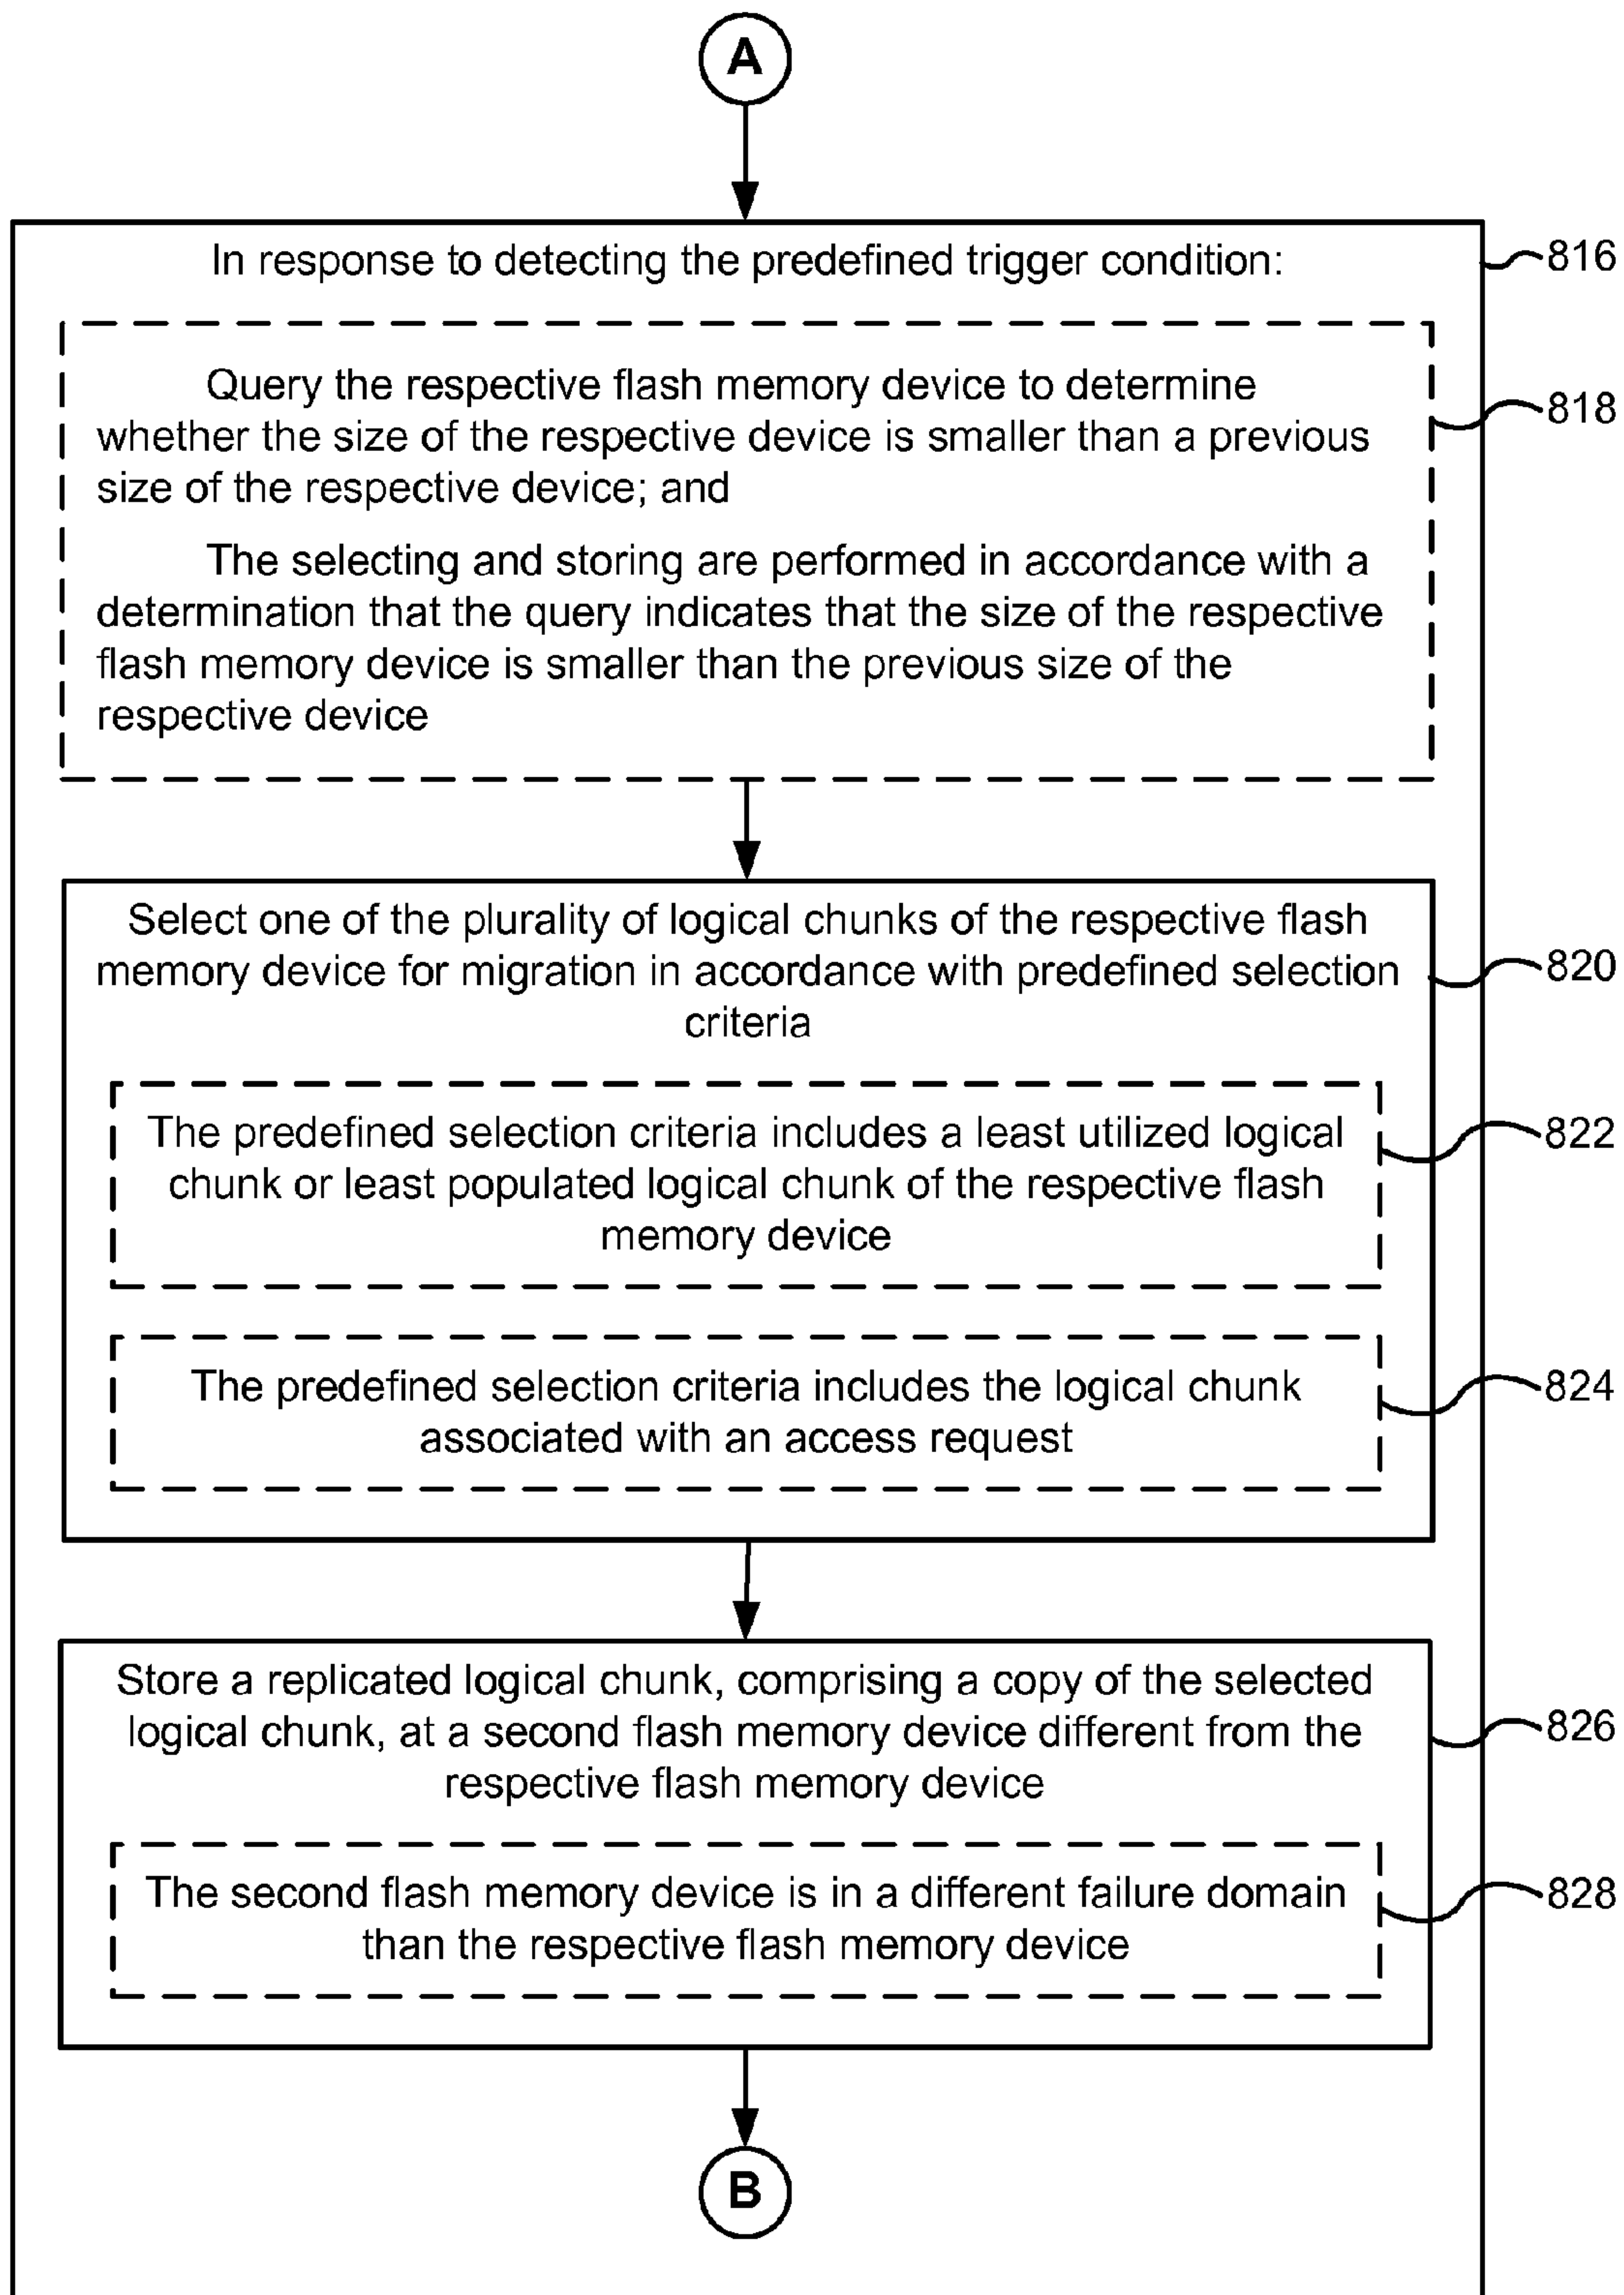 A
In response to detecting the predefined trigger condition:
816
Query the respective flash memory device to determine
whether the size of the respective device is smaller than a previous
size of the respective device; and
818
The selecting and storing are performed in accordance with a
determination that the query indicates that the size of the respective
flash memory device is smaller than the previous size of the
respective device
Select one of the plurality of logical chunks of the respective flash
memory device for migration in accordance with predefined selection
criteria
820
The predefined selection criteria includes a least utilized logical
chunk or least populated logical chunk of the respective flash
memory device
822
The predefined selection criteria includes the logical chunk
associated with an access request
824
Store a replicated logical chunk, comprising a copy of the selected
logical chunk, at a second flash memory device different from the
respective flash memory device
826
The second flash memory device is in a different failure domain
than the respective flash memory device
828
B